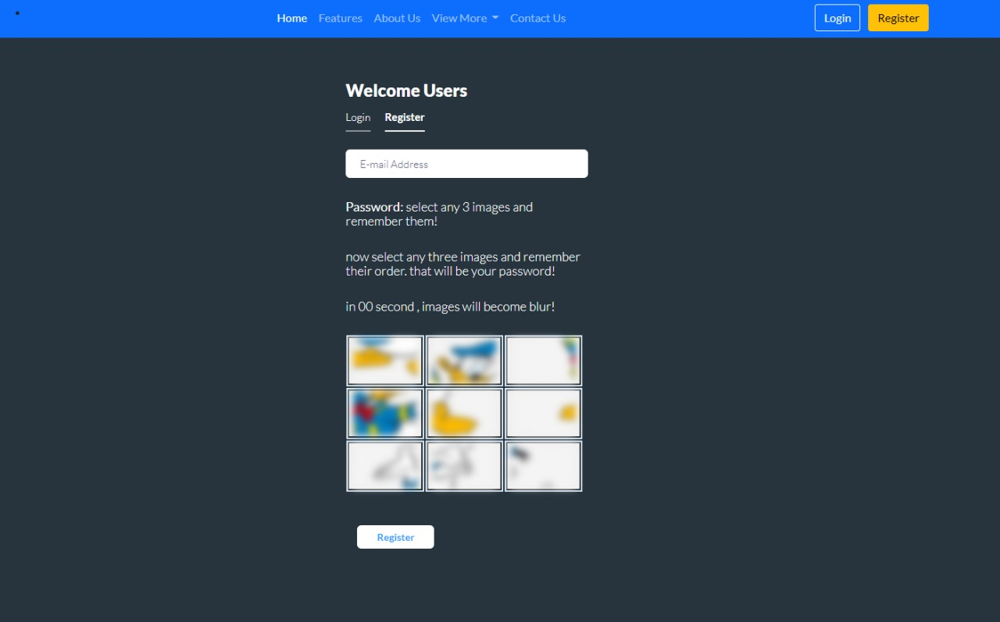 Home Features About Us View More Contact Us Login Register
Welcome Users
Login Register
E-mail Address
Password: select any 3 images and
remember them!
now select any three images and remember
their order. that will be your password!
in 00 second , images will become blur!
Register